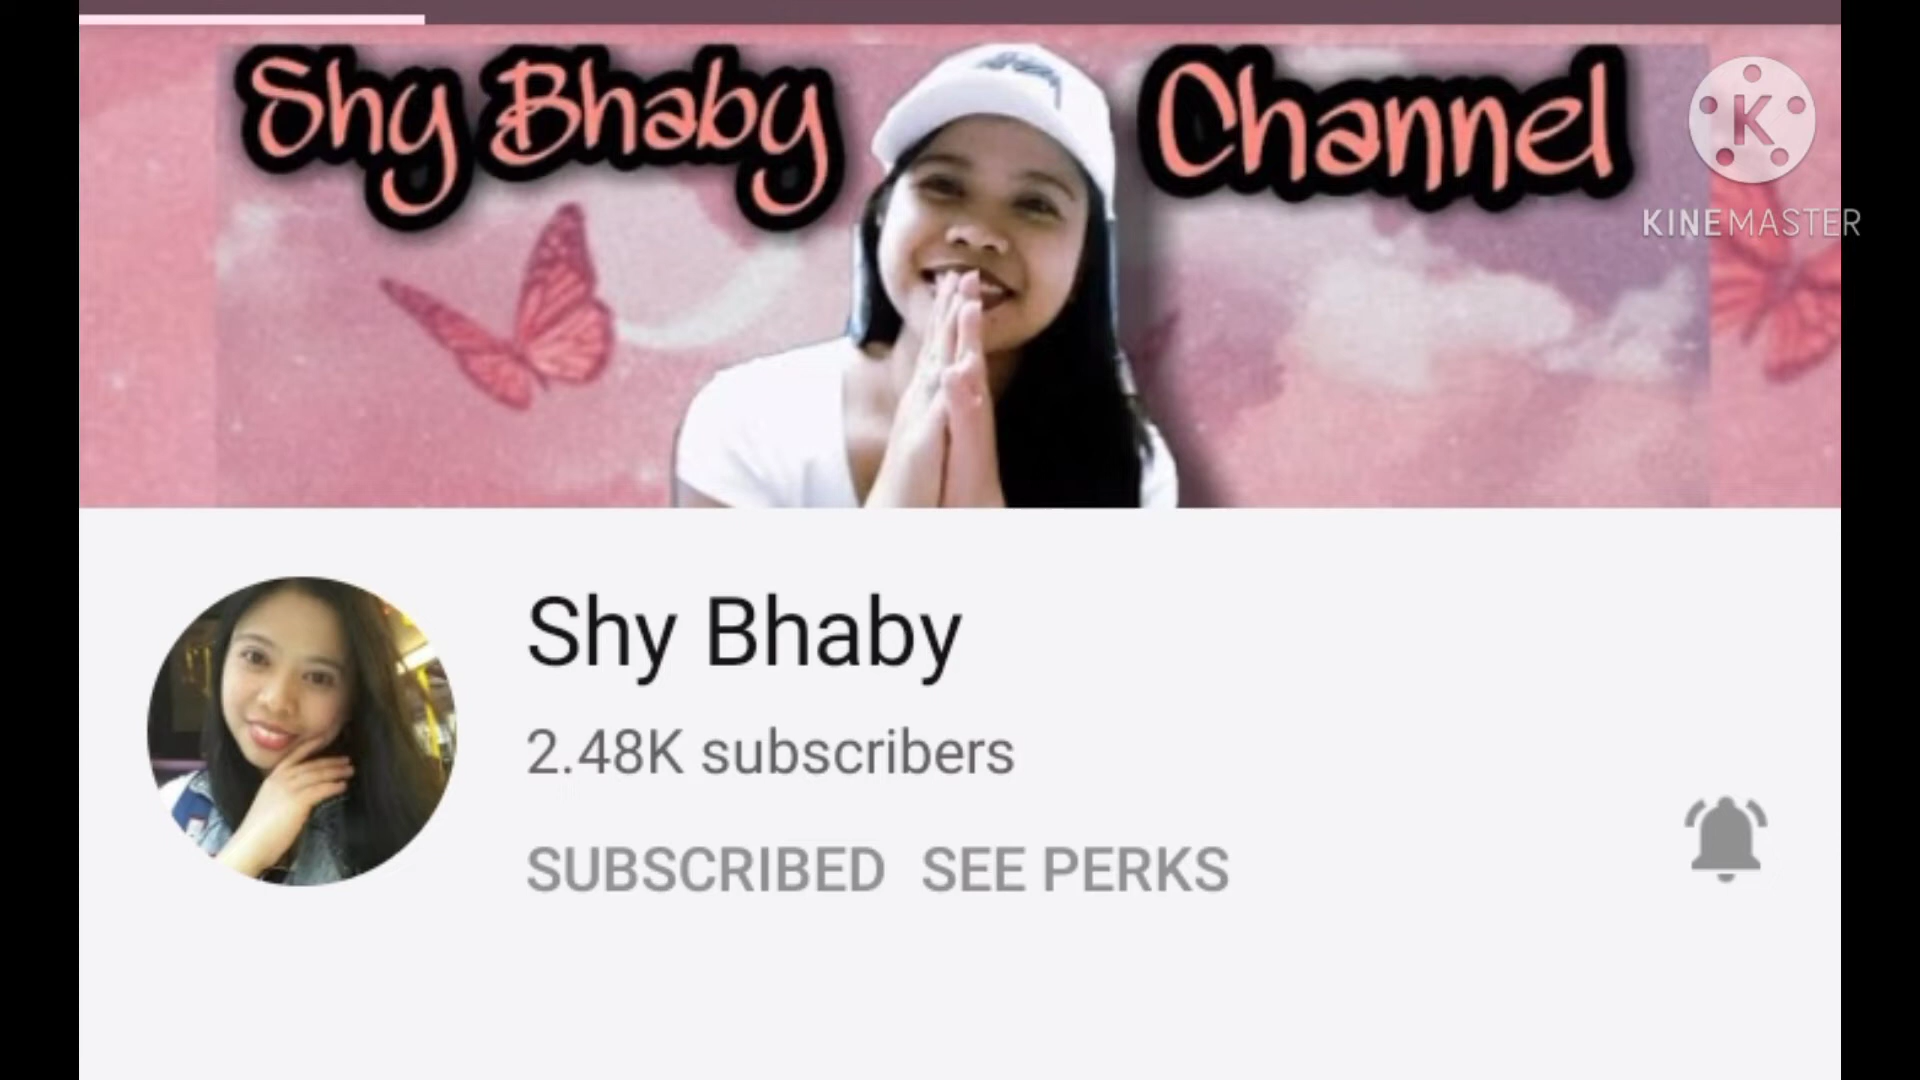 Shy Bhaby Channel
K
KINEMASTER
Shy Bhaby
2.48K subscribers
SUBSCRIBED SEE PERKS